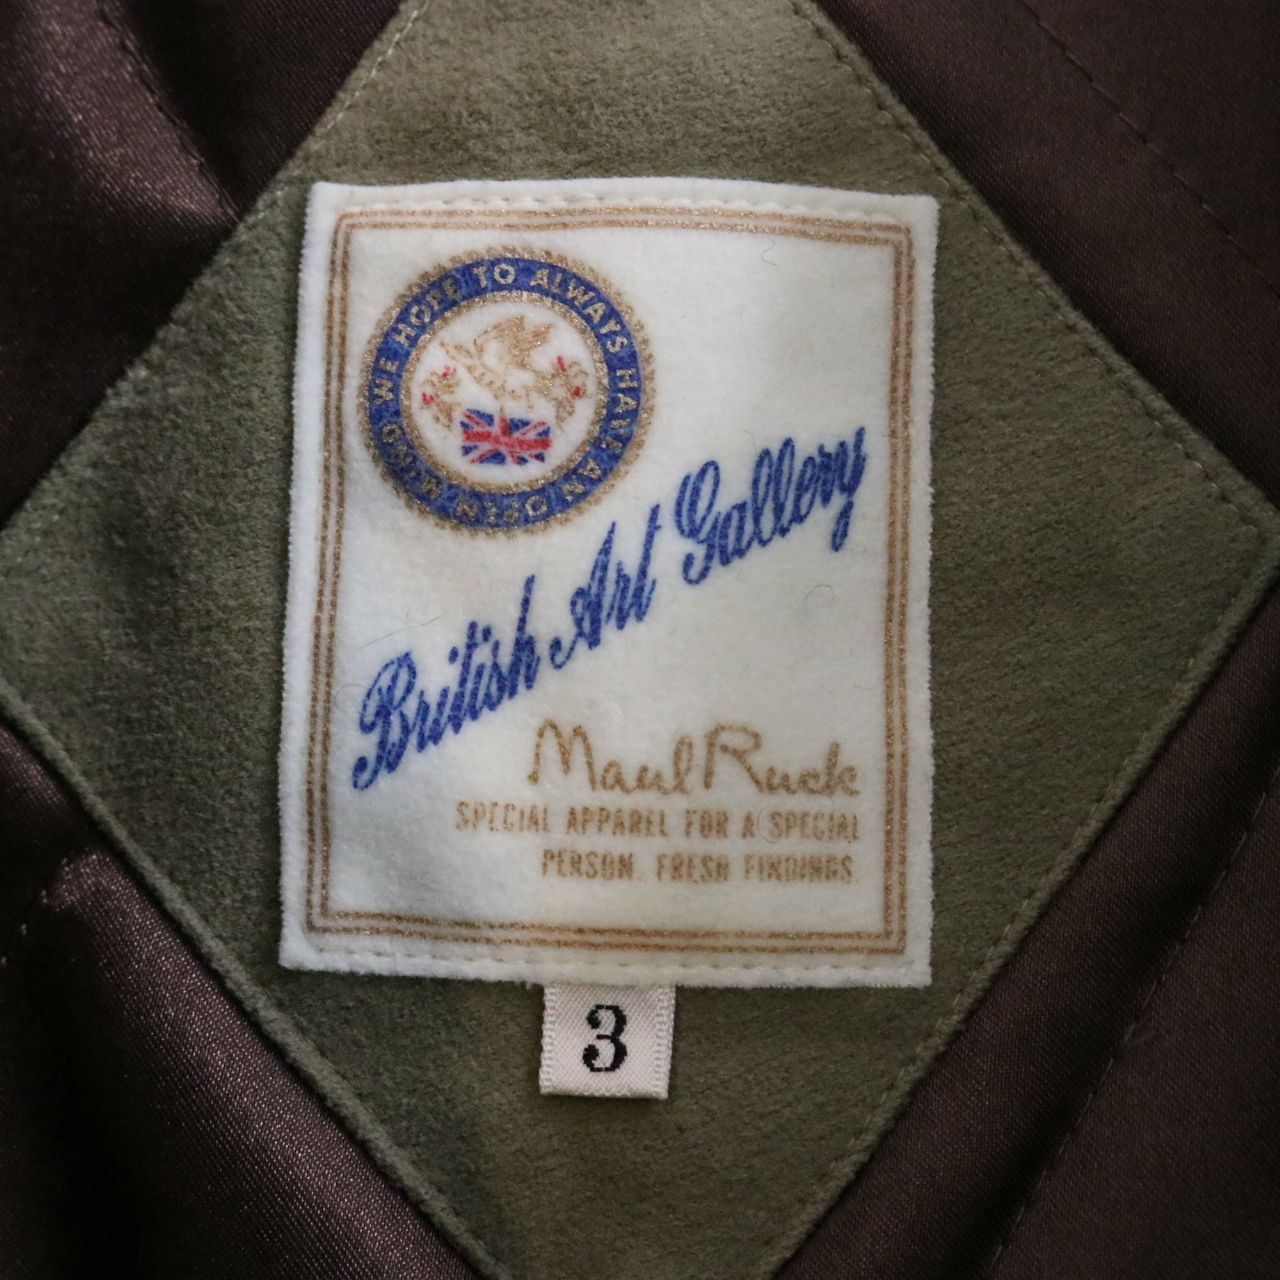 WE HOPE TO ALWAYS HAVE AN OPEN MIND
British Art Gallery
Maul Ruck
SPECIAL APPAREL FOR A SPECIAL
PERSON. FRESH FINDINGS
3